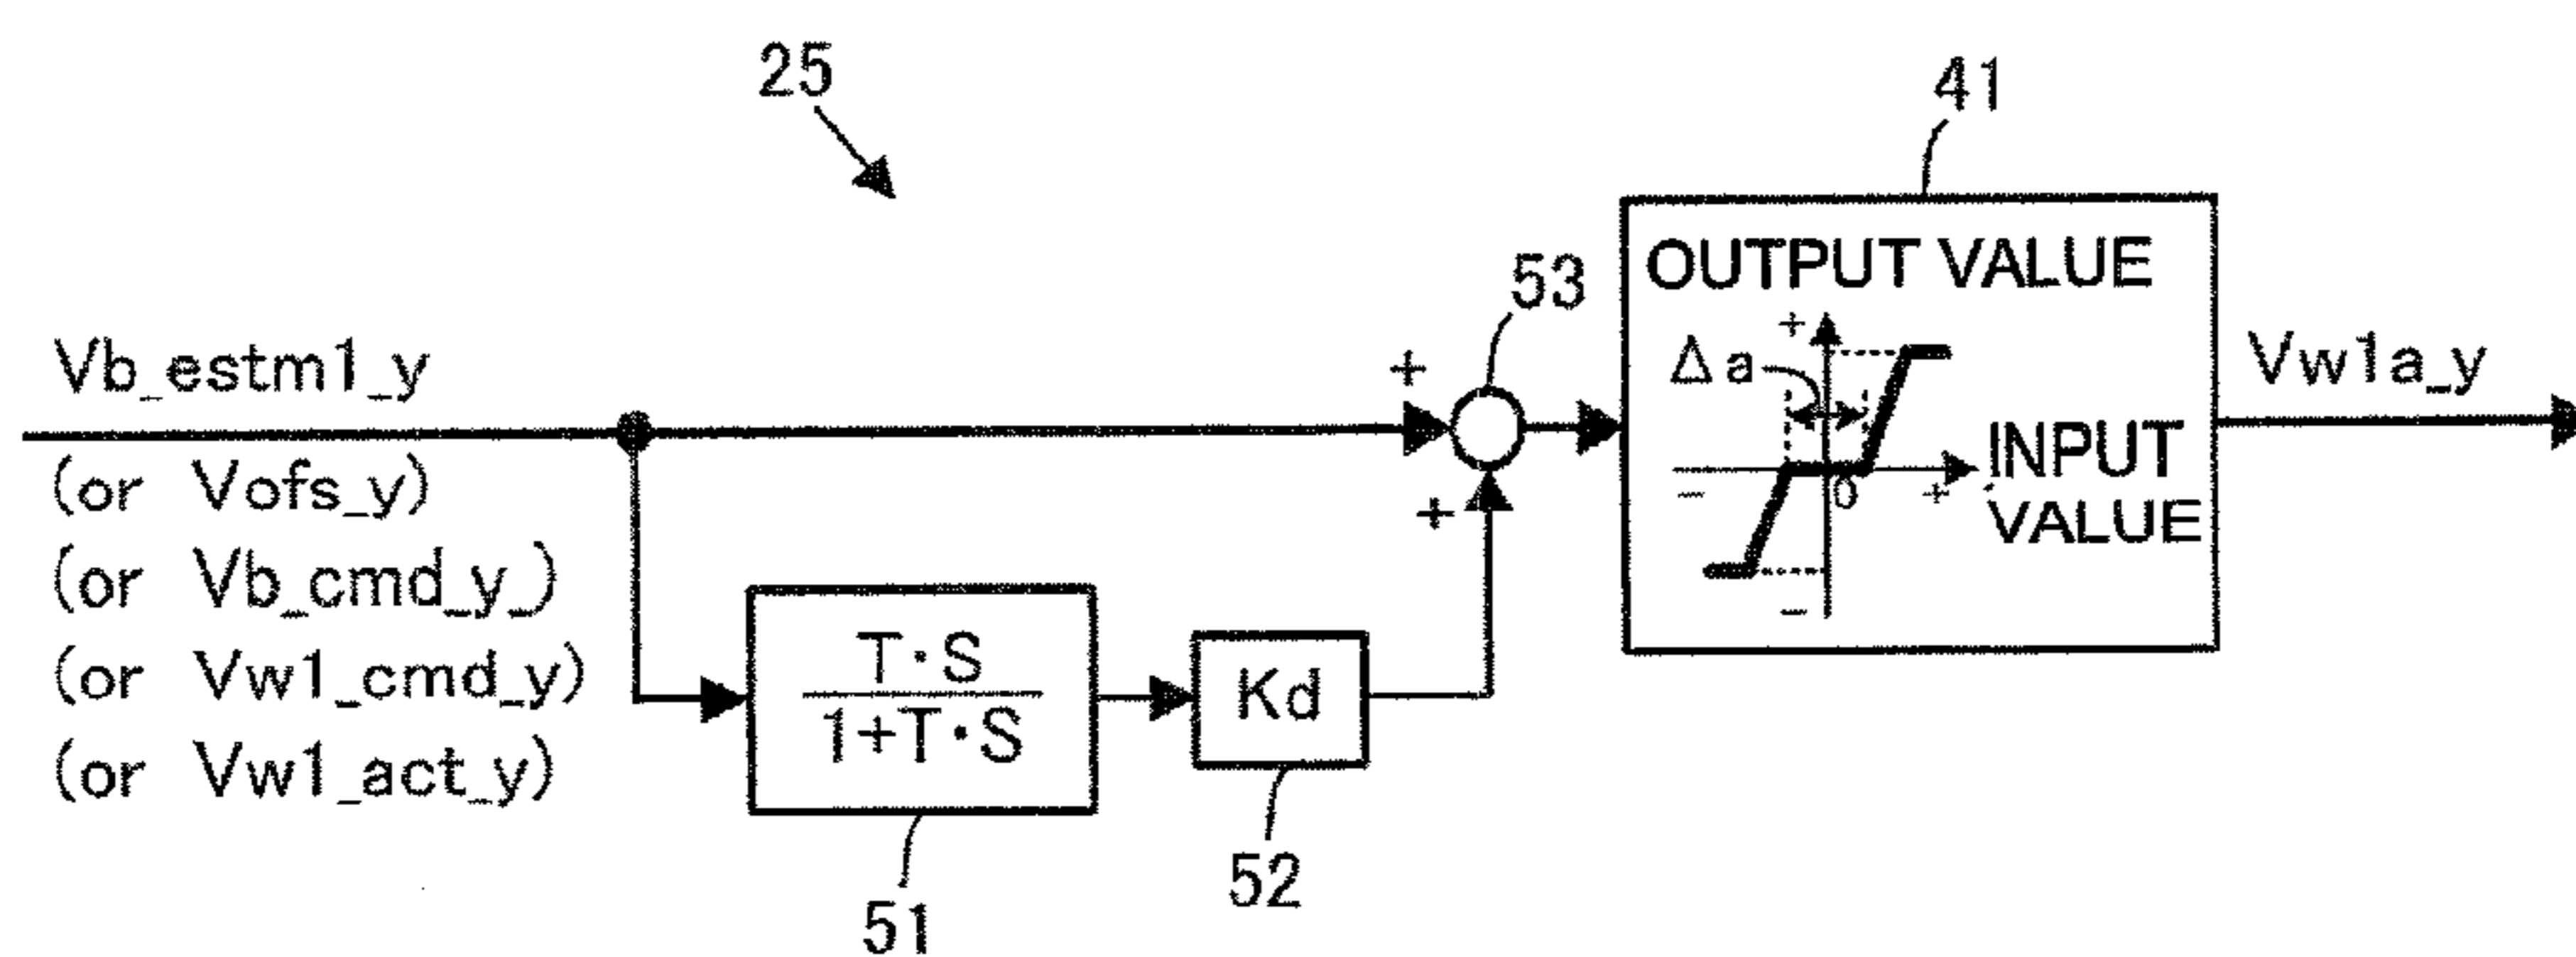 25
41
53
OUTPUT VALUE
+
Δa
Vb_estm1_y
+
Vw1a_y
INPUT
VALUE
−
0
+
−
(or Vofs_y)
+
(or Vb_cmd_y_)
(or Vw1_cmd_y)
(or Vw1_act_y)
T・S
1+T・S
Kd
51
52